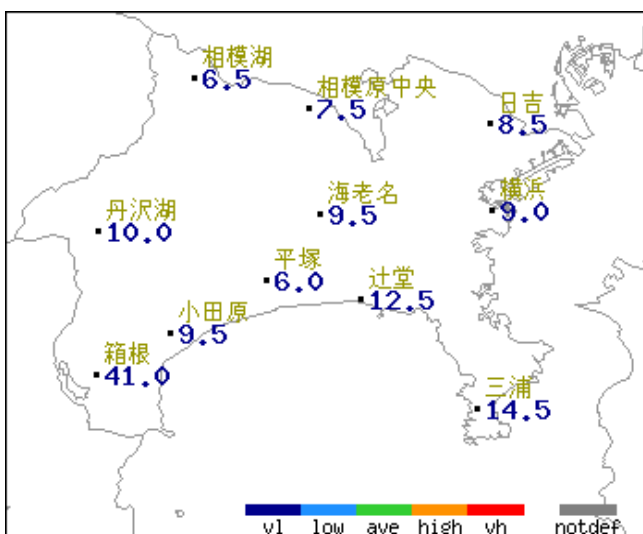 相模湖
6.5
相模原中央
7.5
日吉
8.5
丹沢湖
10.0
海老名
9.5
横浜
9.0
平塚
6.0
辻堂
12.5
小田原
9.5
箱根
41.0
三浦
14.5
vl low ave high vh notdef